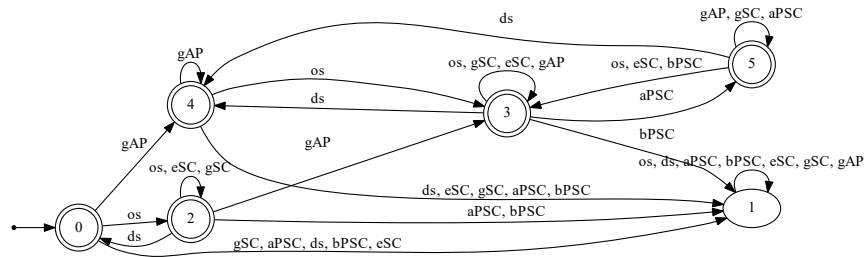 ds
gAP, gSC, aPSC
5
gAP
os, gSC, eSC, gAP
os, eSC, bPSC
os
4
ds
3
aPSC
gAP
gAP
bPSC
os, eSC, gSC
os, ds, aPSC, bPSC, eSC, gSC, gAP
ds, eSC, gSC, aPSC, bPSC
1
os
2
aPSC, bPSC
0
ds
gSC, aPSC, ds, bPSC, eSC